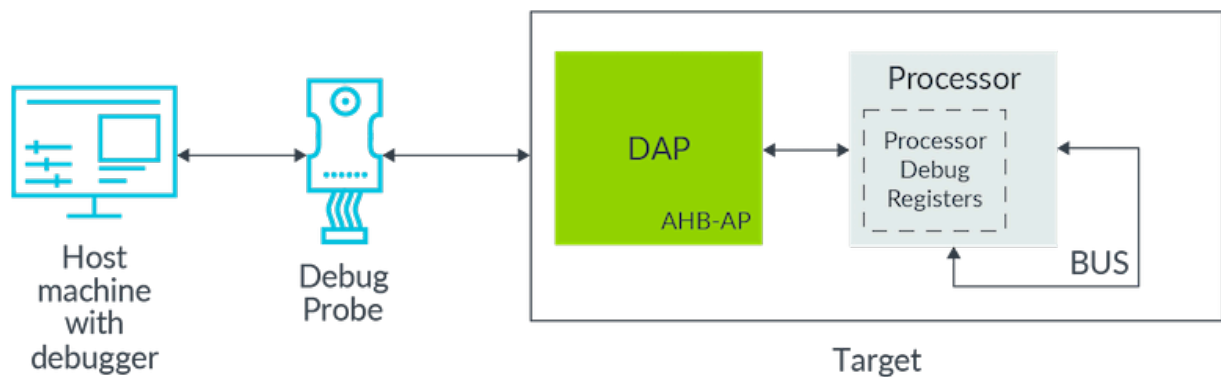 Host
machine
with
debugger
Debug
Probe
DAP
AHB-AP
Processor
Processor
Debug
Registers
BUS
Target